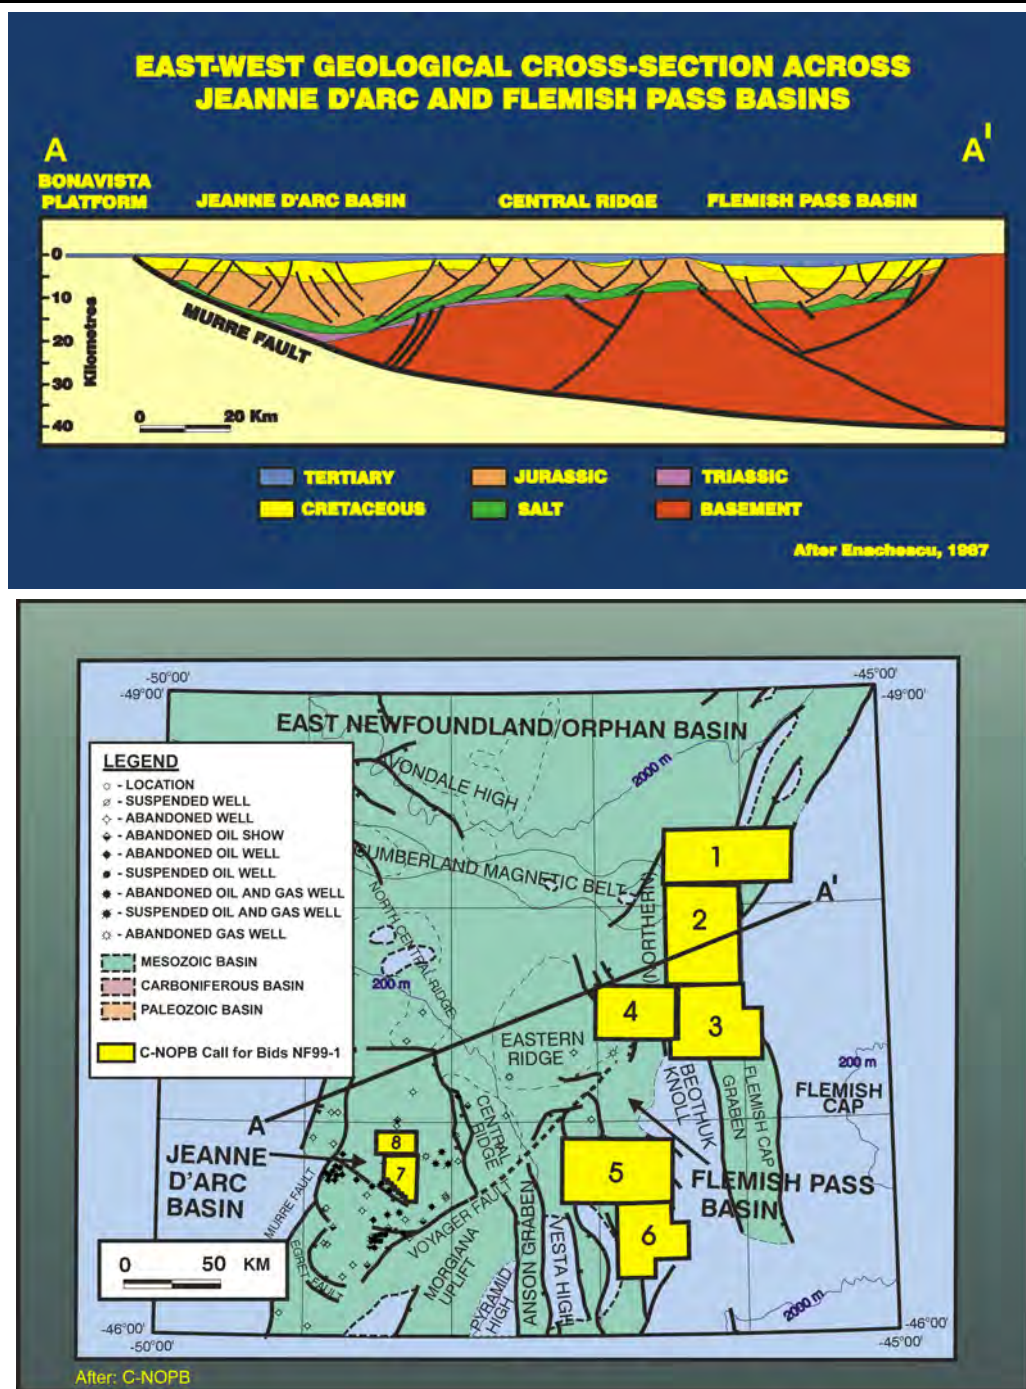 EAST-WEST GEOLOGICAL CROSS-SECTION ACROSS
JEANNE D'ARC AND FLEMISH PASS BASINS
A
A'
BONAVISTA
PLATFORM
JEANNE D'ARC BASIN
CENTRAL RIDGE
FLEMISH PASS BASIN
0
10
20
30
40
Kilometres
MURRE FAULT
0
20 Km
TERTIARY
JURASSIC
TRIASSIC
CRETACEOUS
SALT
BASEMENT
After Enachescu, 1987
-50°00'
-49°00'
-45°00'
-49°00'
EAST NEWFOUNDLAND/ORPHAN BASIN
LEGEND
- LOCATION
- SUSPENDED WELL
- ABANDONED WELL
- ABANDONED OIL SHOW
- ABANDONED OIL WELL
- SUSPENDED OIL WELL
- ABANDONED OIL AND GAS WELL
- SUSPENDED OIL AND GAS WELL
- ABANDONED GAS WELL
MESOZOIC BASIN
CARBONIFEROUS BASIN
PALEOZOIC BASIN
C-NOPB Call for Bids NF99-1
AVONDALE HIGH
2000 m
CUMBERLAND MAGNETIC BELT
NORTH CENTRAL RIDGE
200 m
(NORTHERN)
1
2
A'
4
3
EASTERN
RIDGE
BEOTHUK
KNOLL
FLEMISH CAP
GRABEN
200 m
FLEMISH
CAP
A
CENTRAL
RIDGE
8
7
JEANNE
D'ARC
BASIN
5
6
FLEMISH PASS
BASIN
MURRE FAULT
EGRET FAULT
VOYAGER FAULT
MORGIANA
UPLIFT
PYRAMID
HIGH
ANSON GRABEN
VESTA HIGH
2000 m
0
50 KM
-46°00'
-50°00'
-46°00'
-45°00'
After: C-NOPB